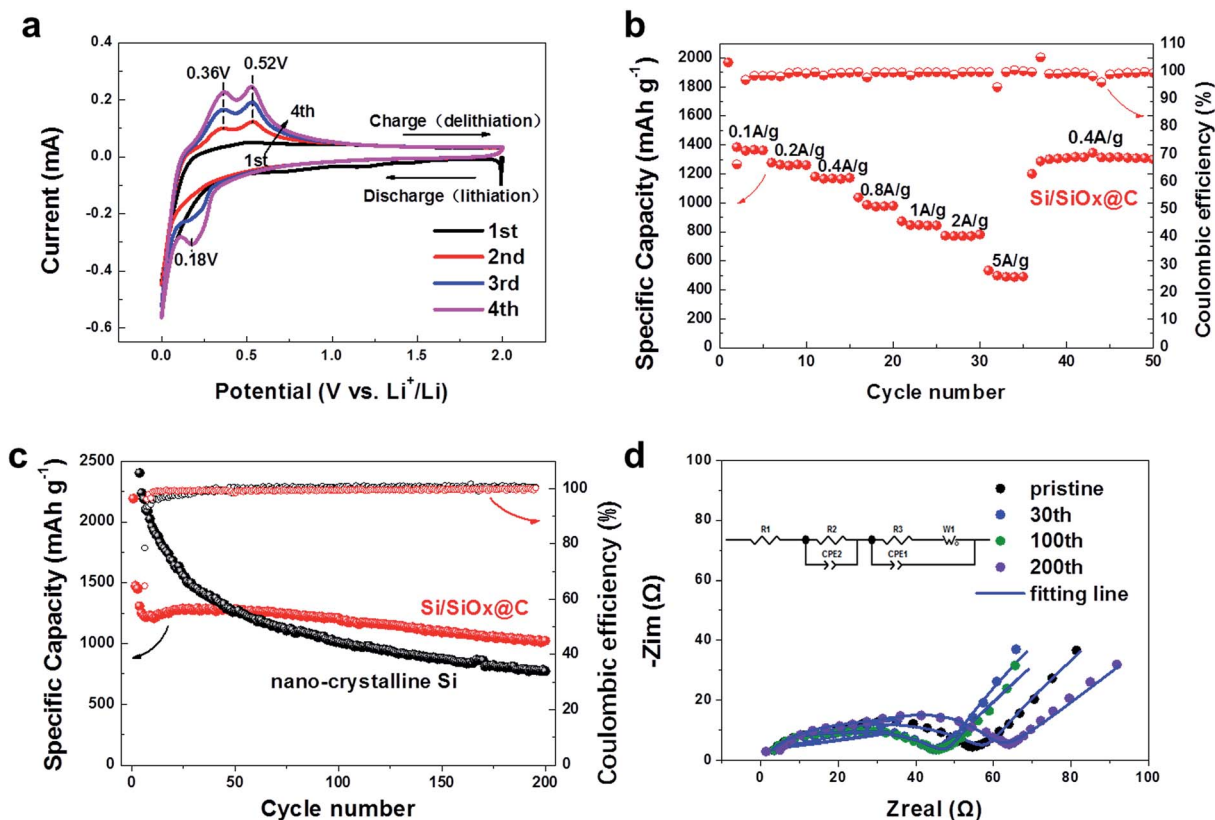 a
0.4
0.2
0.0
-0.2
-0.4
-0.6
Current (mA)
0.36V
0.52V
4th
1st
Charge（delithiation）
Discharge（lithiation）
0.18V
1st
2nd
3rd
4th
0.0
0.5
1.0
1.5
2.0
Potential (V vs. Li⁺/Li)
b
2000
1800
1600
1400
1200
1000
800
600
400
200
0
Specific Capacity (mAh g⁻¹)
0.1A/g
0.2A/g
0.4A/g
0.8A/g
1A/g
2A/g
5A/g
0.4A/g
Si/SiOx@C
0
10
20
30
40
50
Cycle number
110
100
90
80
70
60
50
40
30
20
10
0
Coulombic efficiency (%)
c
2500
2250
2000
1750
1500
1250
1000
750
500
250
0
Specific Capacity (mAh g⁻¹)
Si/SiOx@C
nano-crystalline Si
0
50
100
150
200
Cycle number
100
80
60
40
20
0
Coulombic efficiency (%)
d
100
80
60
40
20
0
-Zim (Ω)
R1
R2
CPE2
R3
CPE1
W1
pristine
30th
100th
200th
fitting line
0
20
40
60
80
100
Zreal (Ω)